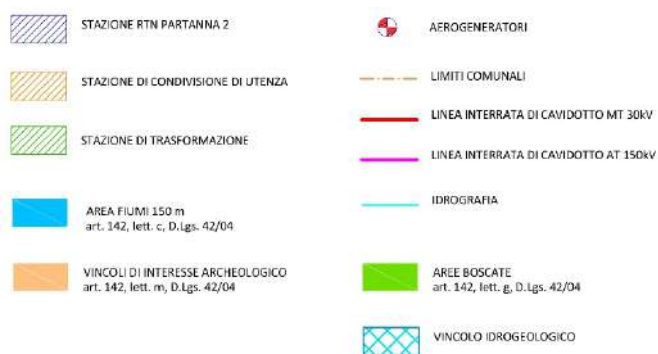 STAZIONE RTN PARTANNA 2
STAZIONE DI CONDIVISIONE DI UTENZA
STAZIONE DI TRASFORMAZIONE
AREA FIUMI 150 m
art. 142, lett. c, D.Lgs. 42/04
VINCOLI DI INTERESSE ARCHEOLOGICO
art. 142, lett. m, D.Lgs. 42/04
AEROGENERATORI
LIMITI COMUNALI
LINEA INTERRATA DI CAVIDOTTO MT 30kV
LINEA INTERRATA DI CAVIDOTTO AT 150kV
IDROGRAFIA
AREE BOSCATE
art. 142, lett. g, D.Lgs. 42/04
VINCOLO IDROGEOLOGICO